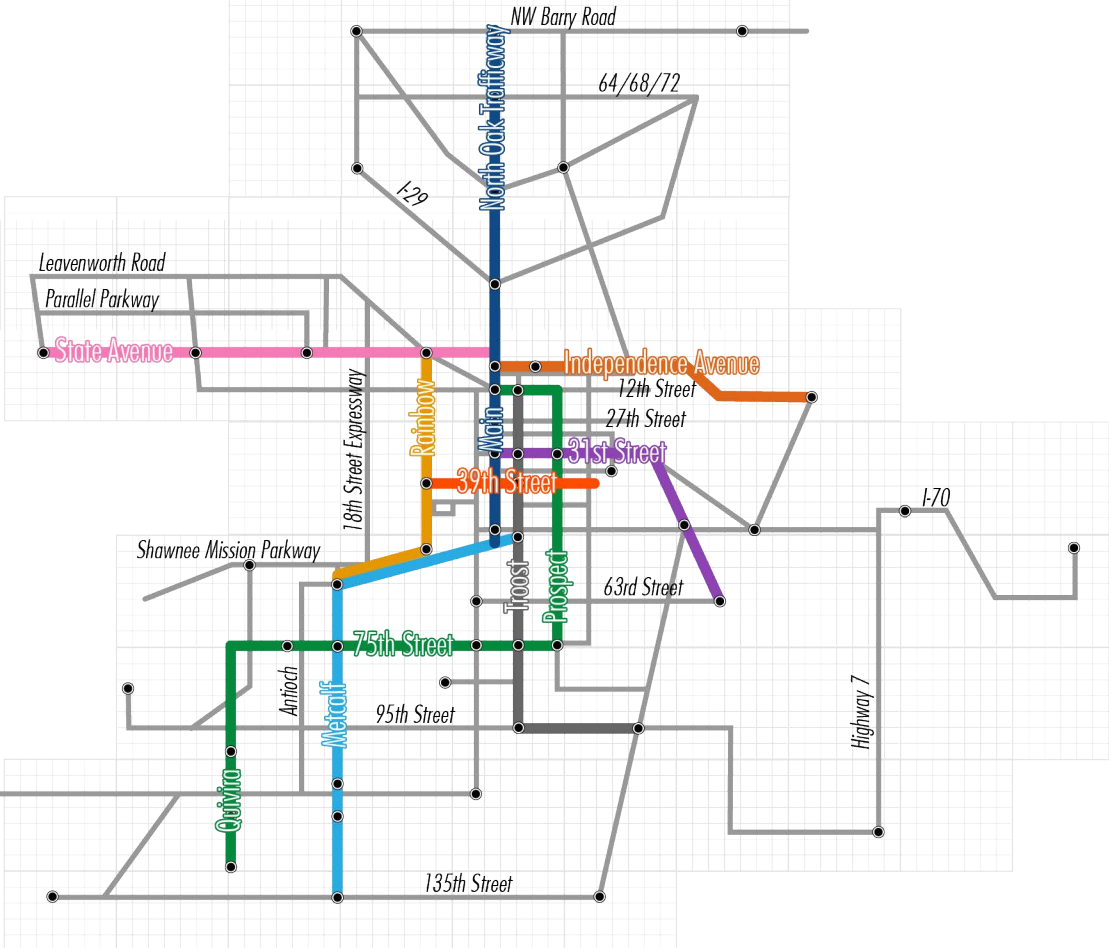 NW Barry Road
North Oak Trafficway
64/68/72
I-29
Leavenworth Road
Parallel Parkway
State Avenue
Independence Avenue
12th Street
18th Street Expressway
Rainbow
Main
27th Street
31st Street
39th Street
I-70
Shawnee Mission Parkway
Troost
Prospect
63rd Street
75th Street
Antioch
Metcalf
95th Street
Highway 7
Quivira
135th Street